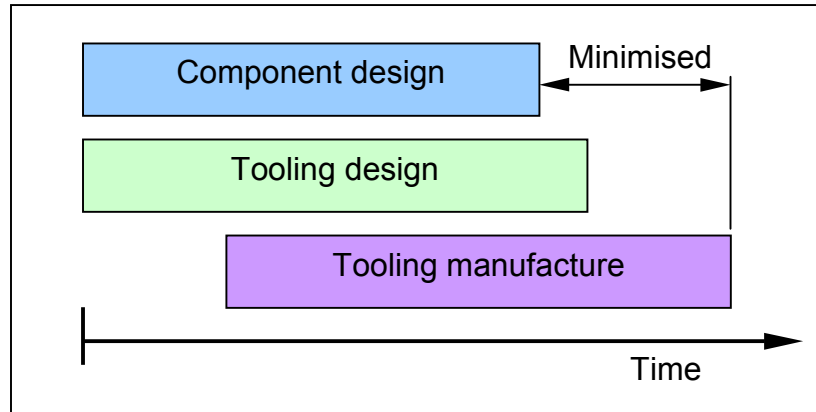 Component design
Minimised
Tooling design
Tooling manufacture
Time